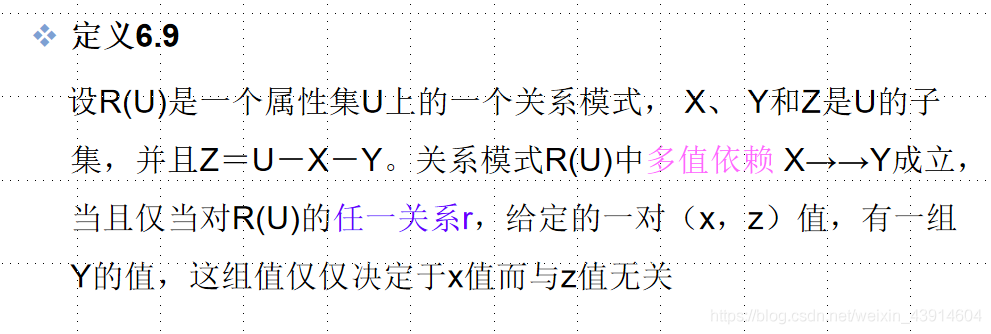 定义6.9
设R(U)是一个属性集U上的一个关系模式， X、 Y和Z是U的子
集，并且Z＝U－X－Y。关系模式R(U)中多值依赖 X→→Y成立，
当且仅当对R(U)的任一关系r，给定的一对（x，z）值，有一组
Y的值，这组值仅仅决定于x值而与z值无关
https://blog.csdn.net/weixin_43914604